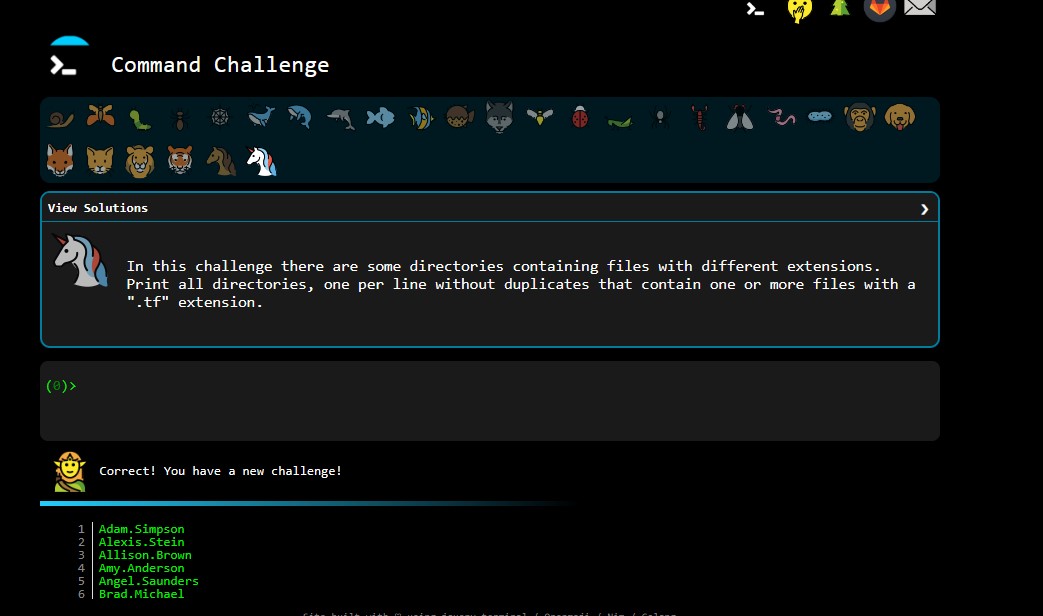 Command Challenge
View Solutions
In this challenge there are some directories containing files with different extensions.
Print all directories, one per line without duplicates that contain one or more files with a
".tf" extension.
(0)>
Correct! You have a new challenge!
1 Adam.Simpson
2 Alexis.Stein
3 Allison.Brown
4 Amy.Anderson
5 Angel.Saunders
6 Brad.Michael